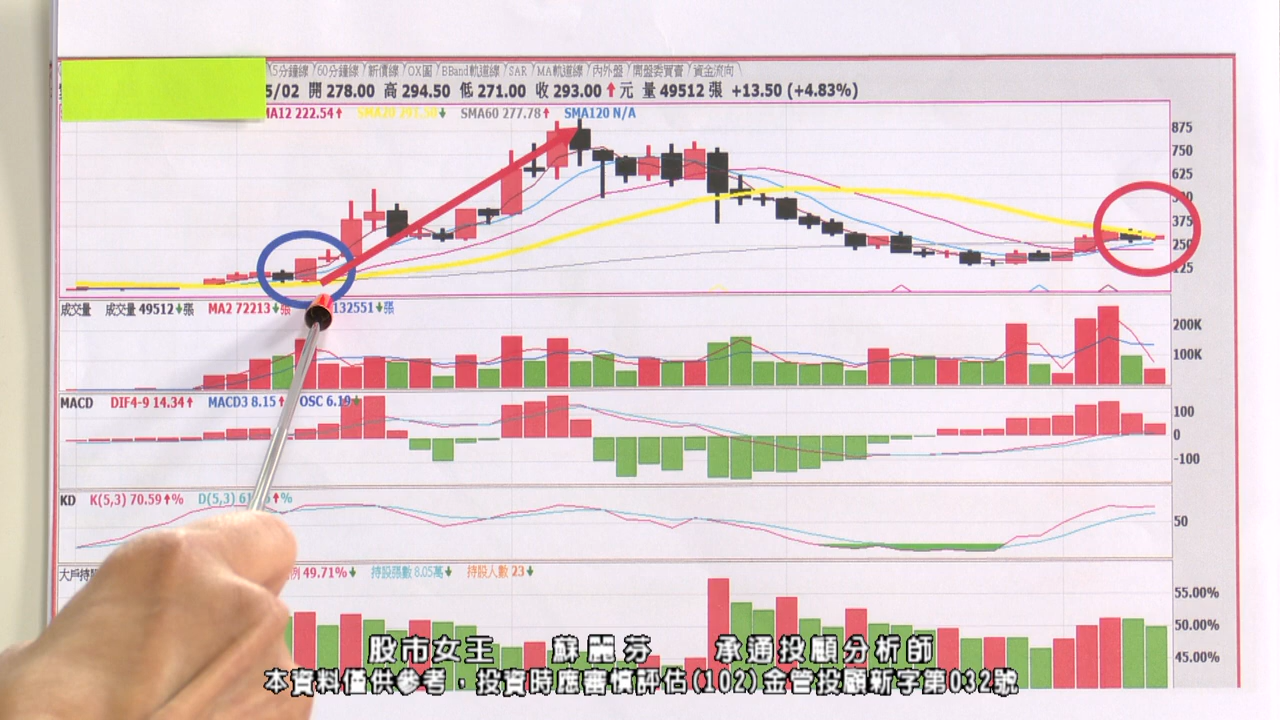 5分鐘線 60分鐘線 新價線 OX圖 BBand軌道線 SAR MA軌道線 內外盤 開盤委買賣 資金流向
5/02 開 278.00 高 294.50 低 271.00 收 293.00↑元 量 49512 張 +13.50 (+4.83%)
MA12 222.54↑ SMA20 291.50↓ SMA60 277.78↑ SMA120 N/A
875
750
625
375
250
125
成交量 成交量 49512↓張 MA2 72213↓張 132551↓張
200K
100K
MACD DIF4-9 14.34↑ MACD3 8.15↑ OSC 6.19↓
100
0
-100
KD K(5,3) 70.59↑% D(5,3) ↑%
50
大戶持股 例 49.71%↓ 持股張數 8.05萬↓ 持股人數 23↓
55.00%
50.00%
45.00%
股市女王 蘇麗芬 承通投顧分析師
本資料僅供參考，投資時應審慎評估(102)金管投顧新字第032號